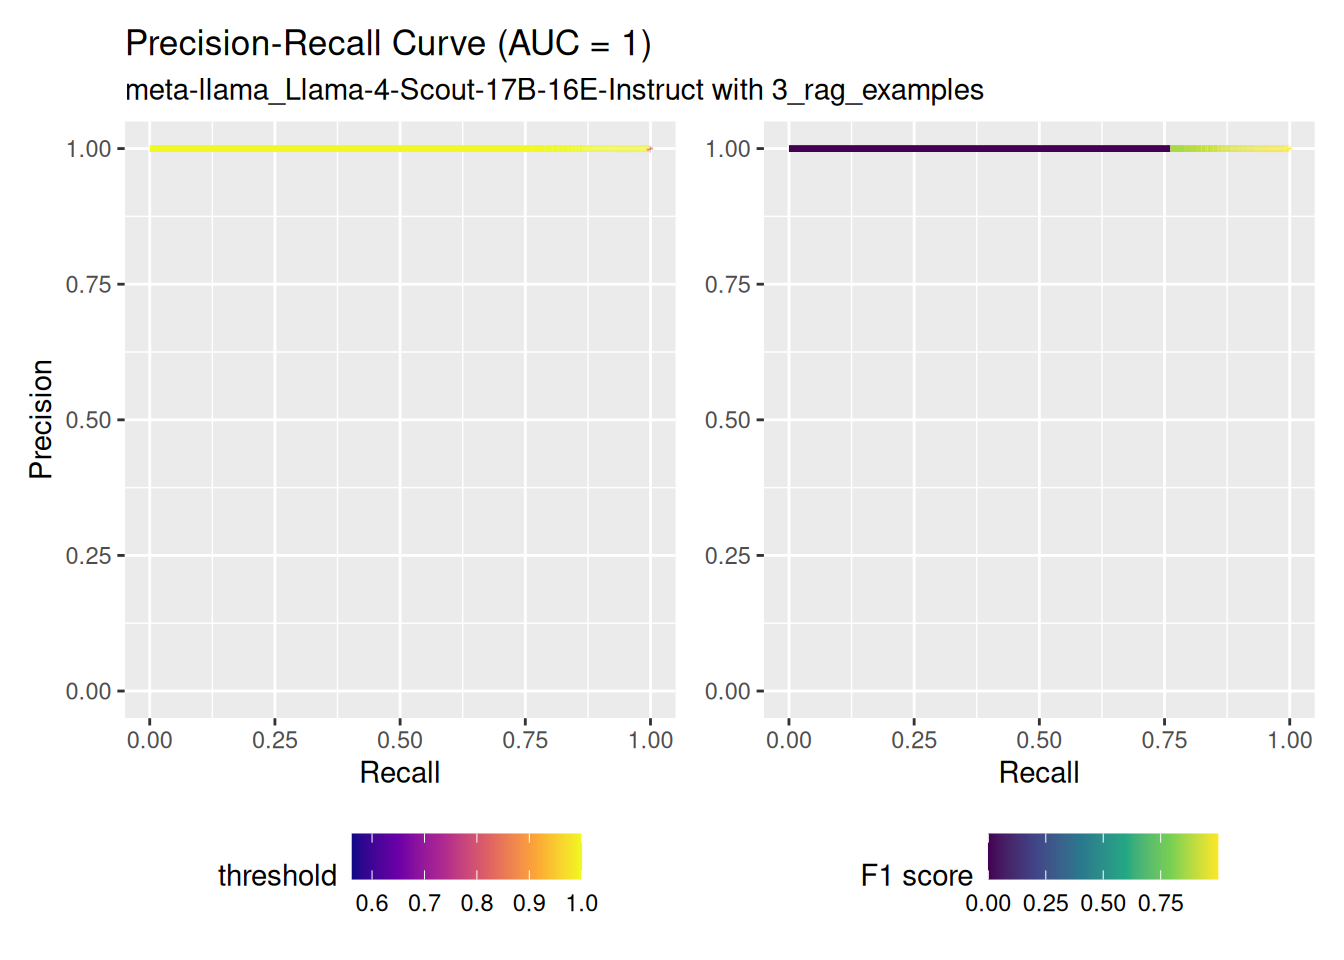 Precision-Recall Curve (AUC = 1)
meta-llama_Llama-4-Scout-17B-16E-Instruct with 3_rag_examples
Precision
1.00
0.75
0.50
0.25
0.00
0.00 0.25 0.50 0.75 1.00
Recall
1.00
0.75
0.50
0.25
0.00
0.00 0.25 0.50 0.75 1.00
Recall
threshold
0.6 0.7 0.8 0.9 1.0
F1 score
0.00 0.25 0.50 0.75